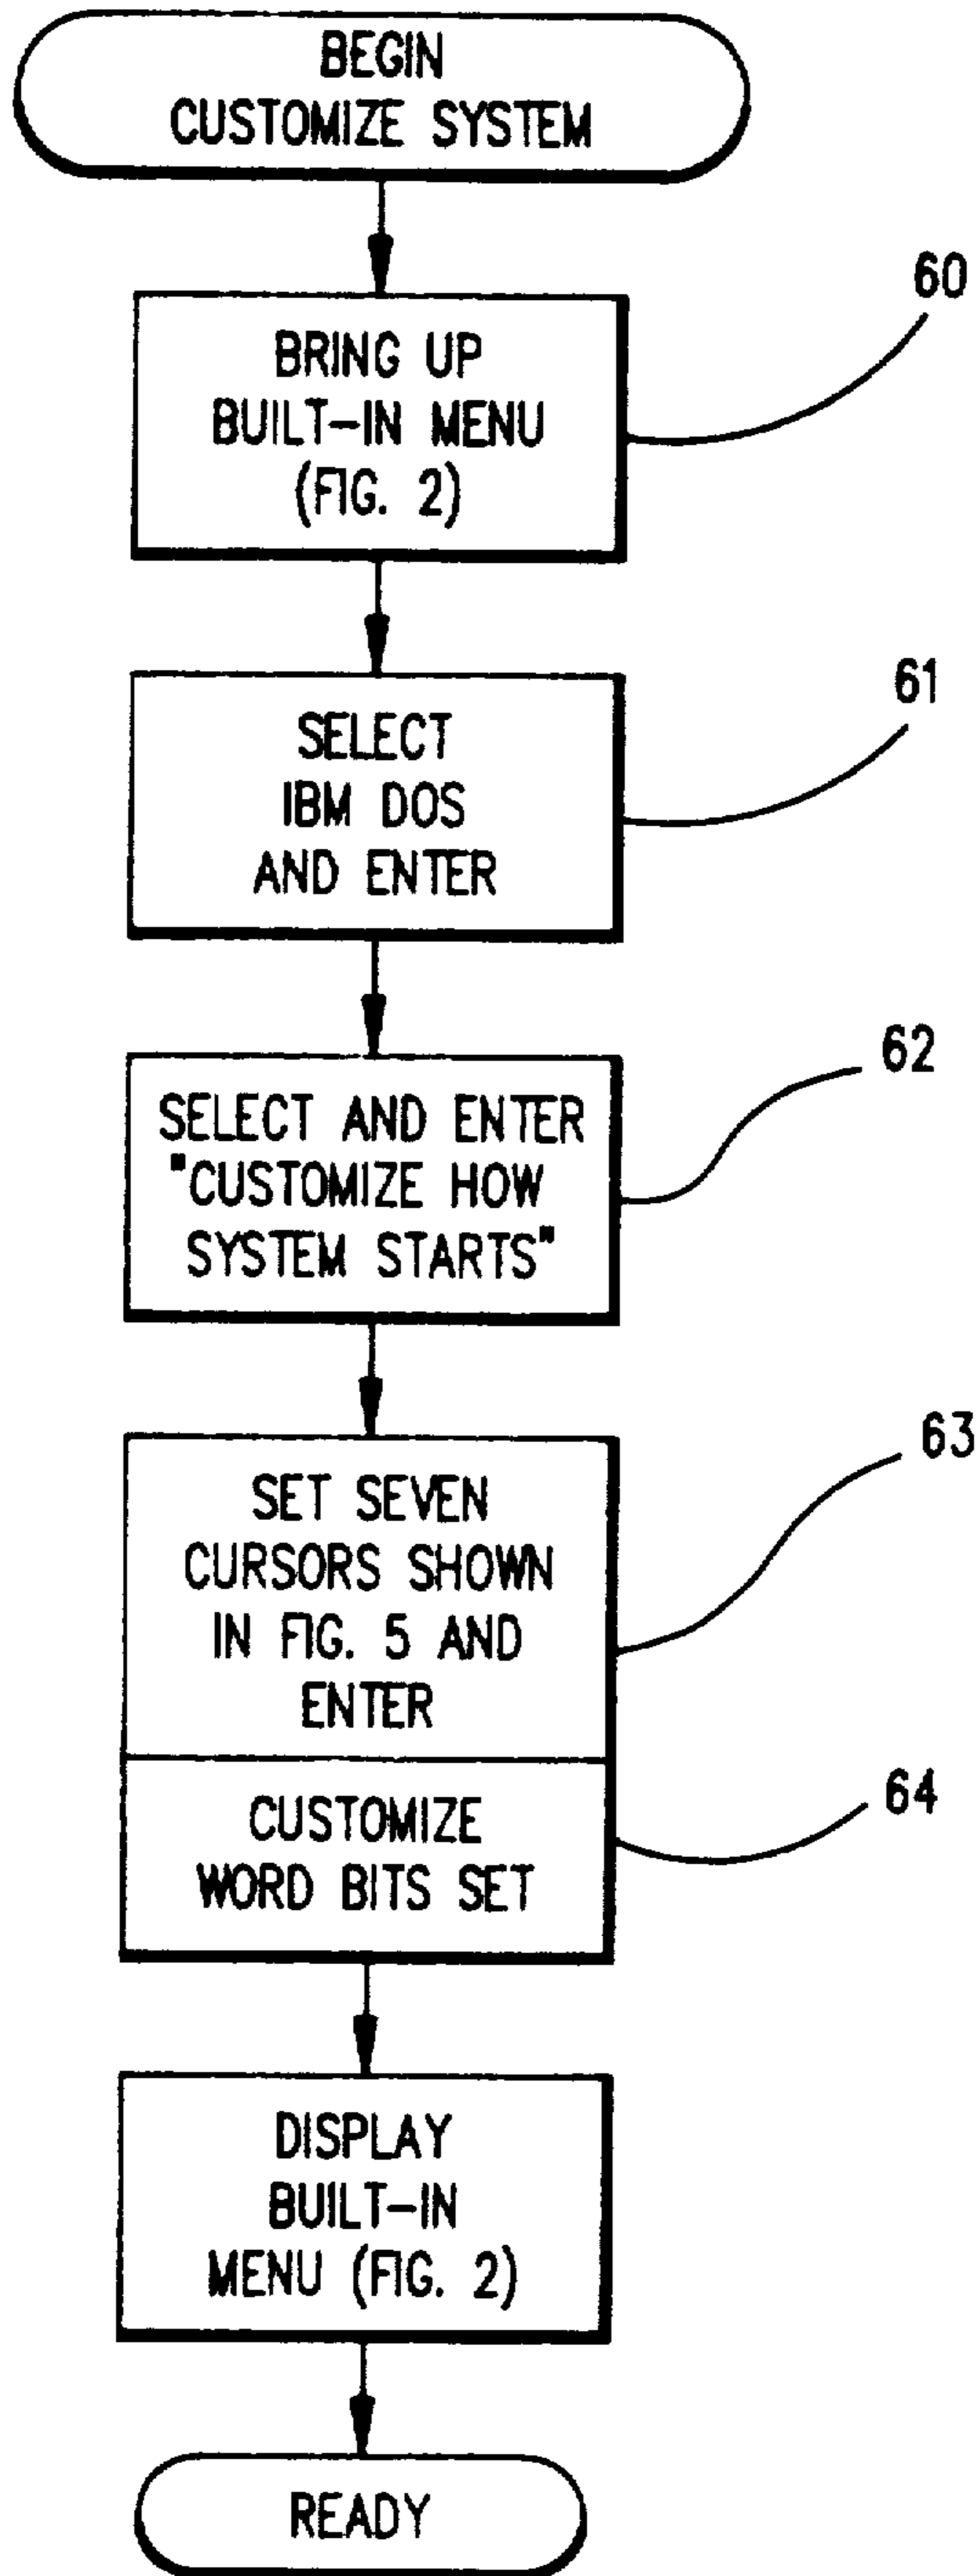 BEGIN
CUSTOMIZE SYSTEM
60
BRING UP
BUILT-IN MENU
(FIG. 2)
61
SELECT
IBM DOS
AND ENTER
62
SELECT AND ENTER
"CUSTOMIZE HOW
SYSTEM STARTS"
63
SET SEVEN
CURSORS SHOWN
IN FIG. 5 AND
ENTER
64
CUSTOMIZE
WORD BITS SET
DISPLAY
BUILT-IN
MENU (FIG. 2)
READY